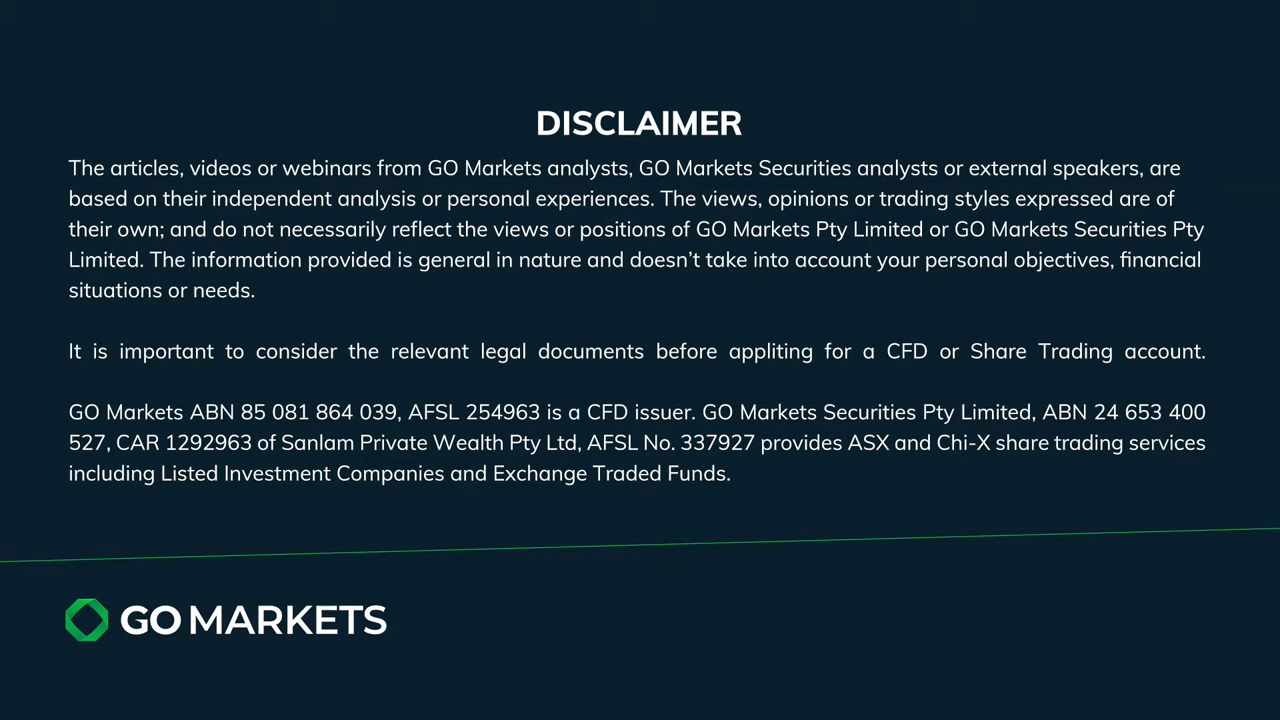 DISCLAIMER
The articles, videos or webinars from GO Markets analysts, GO Markets Securities analysts or external speakers, are
based on their independent analysis or personal experiences. The views, opinions or trading styles expressed are of
their own; and do not necessarily reflect the views or positions of GO Markets Pty Limited or GO Markets Securities Pty
Limited. The information provided is general in nature and doesn't take into account your personal objectives, financial
situations or needs.
It is important to consider the relevant legal documents before appliting for a CFD or Share Trading account.
GO Markets ABN 85 081 864 039, AFSL 254963 is a CFD issuer. GO Markets Securities Pty Limited, ABN 24 653 400
527, CAR 1292963 of Sanlam Private Wealth Pty Ltd, AFSL No. 337927 provides ASX and Chi-X share trading services
including Listed Investment Companies and Exchange Traded Funds.
GO MARKETS